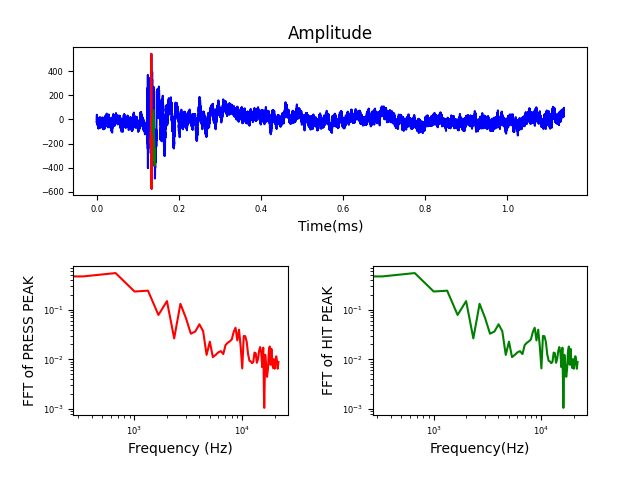 Amplitude
400
200
0
−200
−400
−600
0.0 0.2 0.4 0.6 0.8 1.0
Time(ms)
FFT of PRESS PEAK
10⁻¹
10⁻²
10⁻³
10³ 10⁴
Frequency (Hz)
FFT of HIT PEAK
10⁻¹
10⁻²
10⁻³
10³ 10⁴
Frequency(Hz)